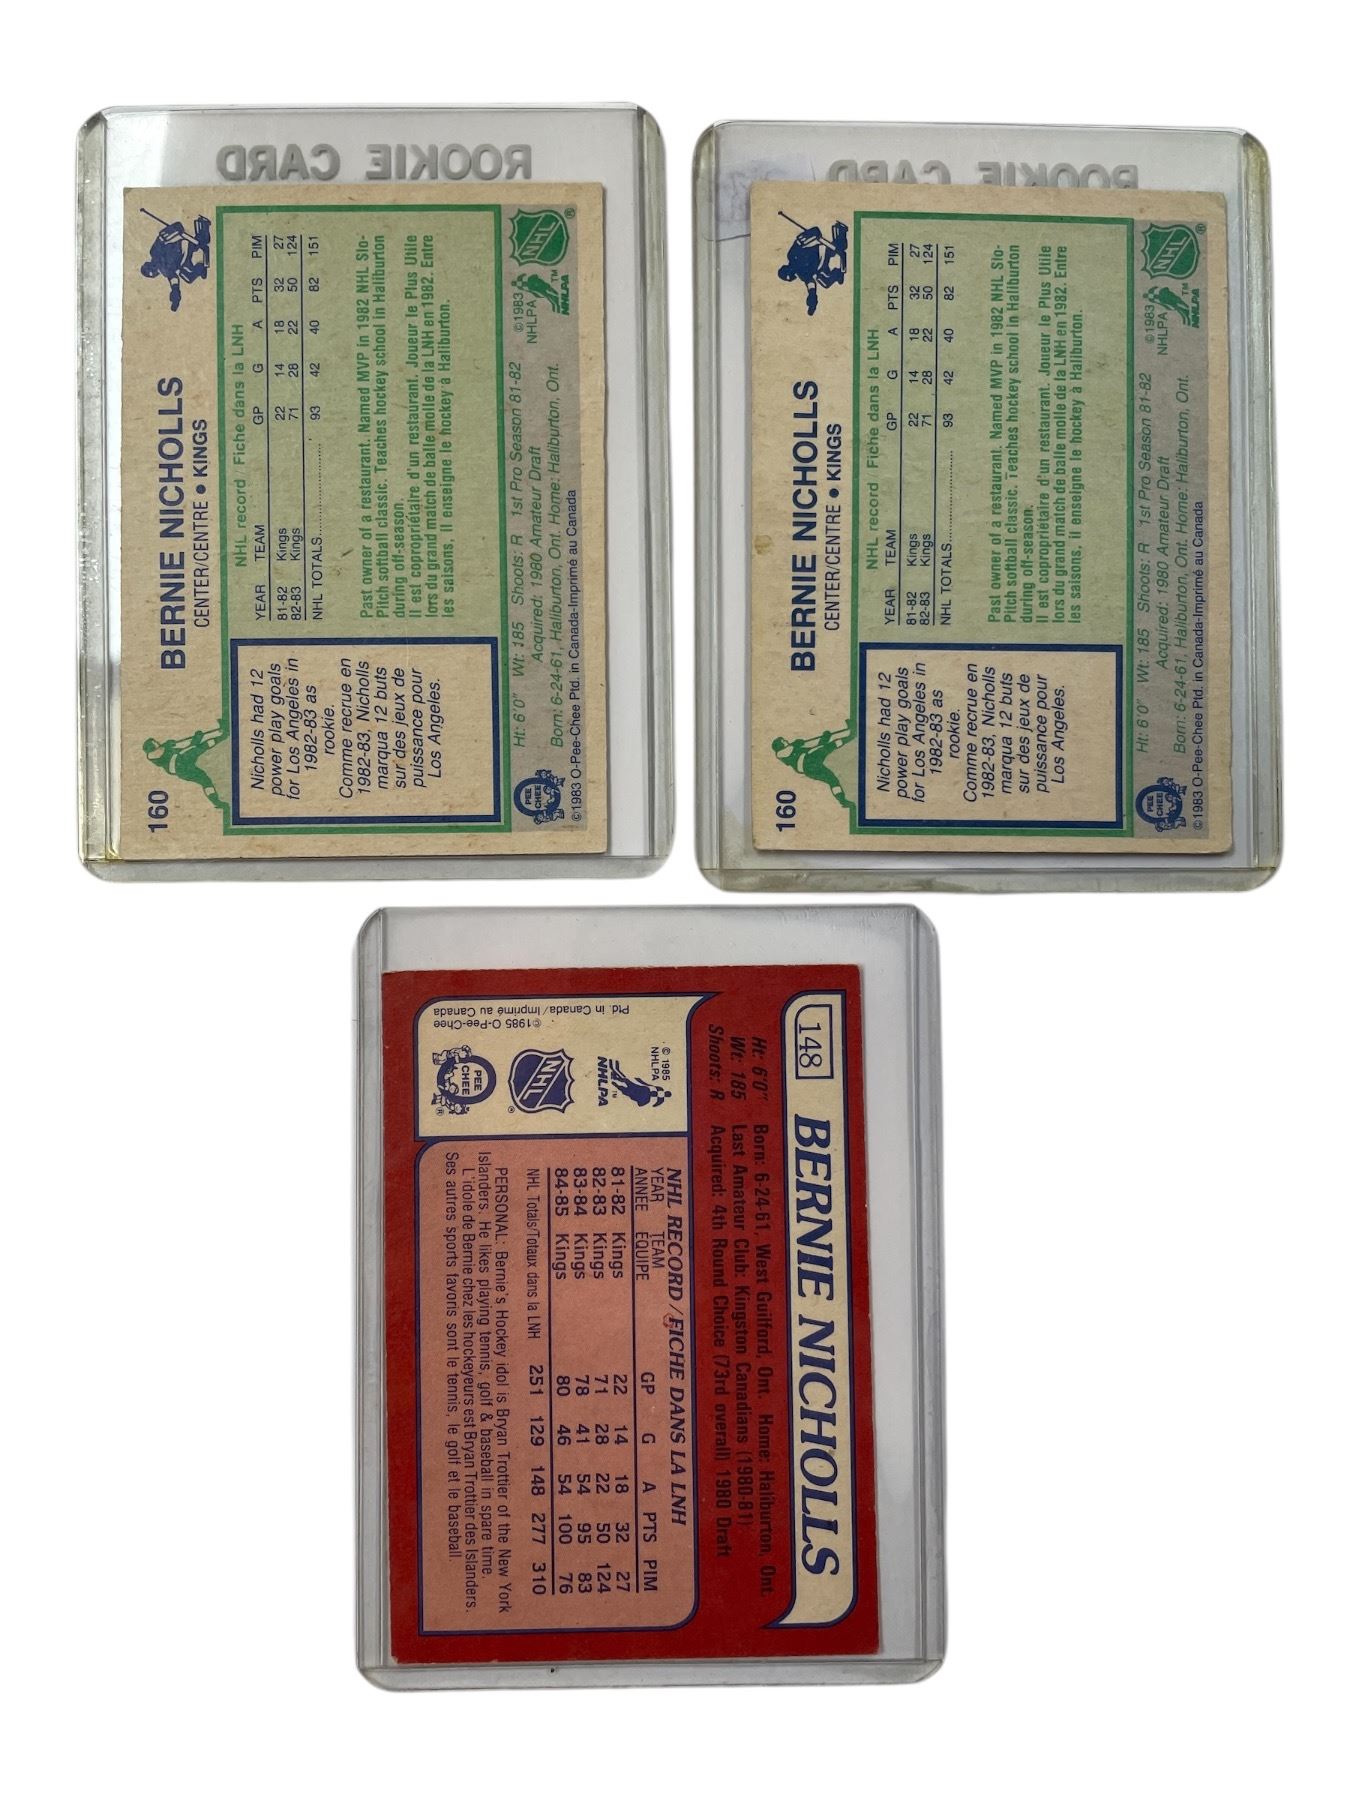 ROOKIE CARD
160
BERNIE NICHOLLS
CENTER/CENTRE • KINGS
NHL record / Fiche dans la LNH
YEAR TEAM GP G A PTS PIM
81-82 Kings 22 14 18 32 27
82-83 Kings 71 28 22 50 124
NHL TOTALS 93 42 40 82 151
Nicholls had 12
power play goals
for Los Angeles in
1982-83 as
rookie.
Comme recrue en
1982-83, Nicholls
marqua 12 buts
sur des jeux de
puissance pour
Los Angeles.
Past owner of a restaurant. Named MVP in 1982 NHL Slo-
Pitch softball classic. Teaches hockey school in Haliburton
during off-season.
Il est copropriétaire d'un restaurant. Joueur le Plus Utile
lors du grand match de balle molle de la LNH en 1982. Entre
les saisons, il enseigne le hockey à Haliburton.
Ht: 6'0" Wt: 185 Shoots: R 1st Pro Season 81-82
Acquired: 1980 Amateur Draft
Born: 6-24-61, Haliburton, Ont. Home: Haliburton, Ont.
©1983 O-Pee-Chee Ptd. in Canada-Imprimé au Canada
O PEE CHEE
©1983
NHLPA
NHLPA™
NHL®
ROOKIE CARD
160
BERNIE NICHOLLS
CENTER/CENTRE • KINGS
NHL record / Fiche dans la LNH
YEAR TEAM GP G A PTS PIM
81-82 Kings 22 14 18 32 27
82-83 Kings 71 28 22 50 124
NHL TOTALS 93 42 40 82 151
Nicholls had 12
power play goals
for Los Angeles in
1982-83 as
rookie.
Comme recrue en
1982-83, Nicholls
marqua 12 buts
sur des jeux de
puissance pour
Los Angeles.
Past owner of a restaurant. Named MVP in 1982 NHL Slo-
Pitch softball classic. Teaches hockey school in Haliburton
during off-season.
Il est copropriétaire d'un restaurant. Joueur le Plus Utile
lors du grand match de balle molle de la LNH en 1982. Entre
les saisons, il enseigne le hockey à Haliburton.
Ht: 6'0" Wt: 185 Shoots: R 1st Pro Season 81-82
Acquired: 1980 Amateur Draft
Born: 6-24-61, Haliburton, Ont. Home: Haliburton, Ont.
©1983 O-Pee-Chee Ptd. in Canada-Imprimé au Canada
O PEE CHEE
©1983
NHLPA
NHLPA™
NHL®
148
BERNIE NICHOLLS
Ht: 6'0" Born: 6-24-61, West Guilford, Ont. Home: Haliburton, Ont.
Wt: 185 Last Amateur Club: Kingston Canadians (1980-81)
Shoots: R Acquired: 4th Round Choice (73rd overall) 1980 Draft
© 1985
NHLPA
NHLPA™
NHL®
O PEE CHEE®
©1985 O-Pee-Chee
Ptd. in Canada/Imprimé au Canada
NHL RECORD/FICHE DANS LA LNH
YEAR TEAM
ANNÉE ÉQUIPE GP G A PTS PIM
81-82 Kings 22 14 18 32 27
82-83 Kings 71 28 22 50 124
83-84 Kings 78 41 54 95 83
84-85 Kings 80 46 54 100 76
NHL Totals/Totaux dans la LNH 251 129 148 277 310
PERSONAL: Bernie's Hockey idol is Bryan Trottier of the New York
Islanders. He likes playing tennis, golf & baseball in spare time.
L'idole de Bernie chez les hockeyeurs est Bryan Trottier des Islanders.
Ses autres sports favoris sont le tennis, le golf et le baseball.